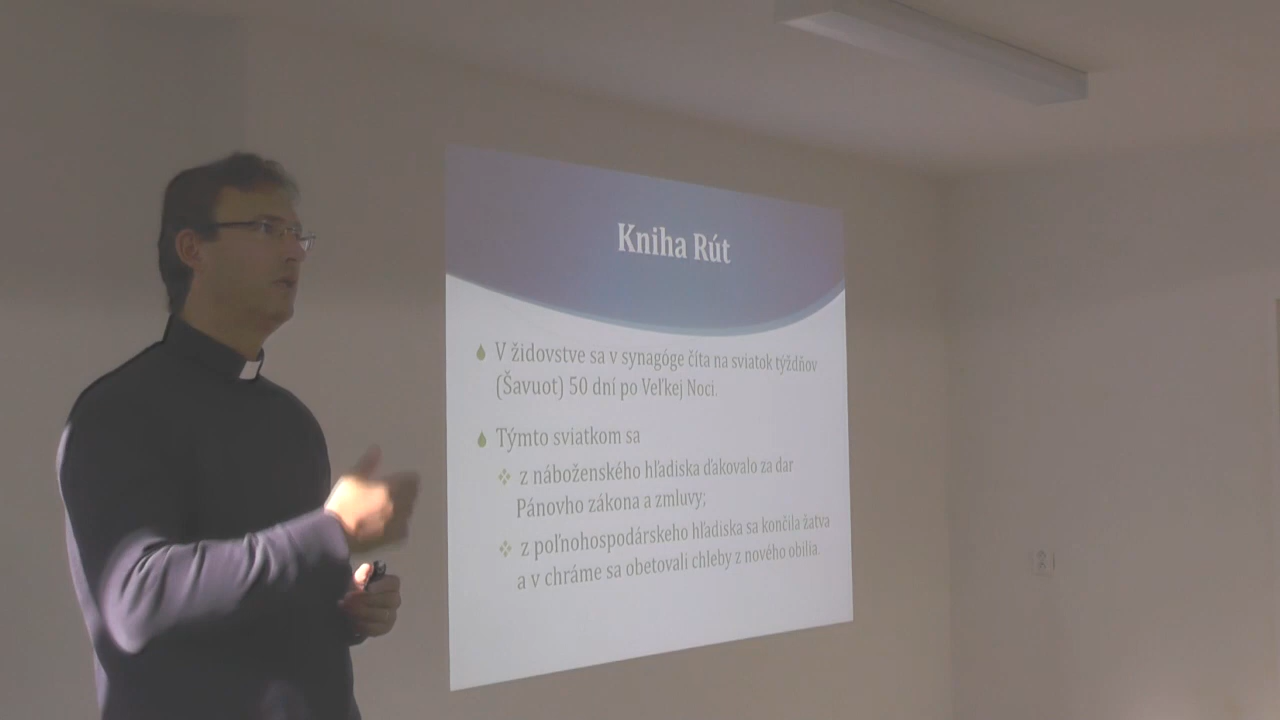 Kniha Rút
V židovstve sa v synagóge číta na sviatok týždňov
(Šavuot) 50 dní po Veľkej Noci.
Týmto sviatkom sa
z náboženského hľadiska ďakovalo za dar
Pánovho zákona a zmluvy;
z poľnohospodárskeho hľadiska sa končila žatva
a v chráme sa obetovali chleby z nového obilia.